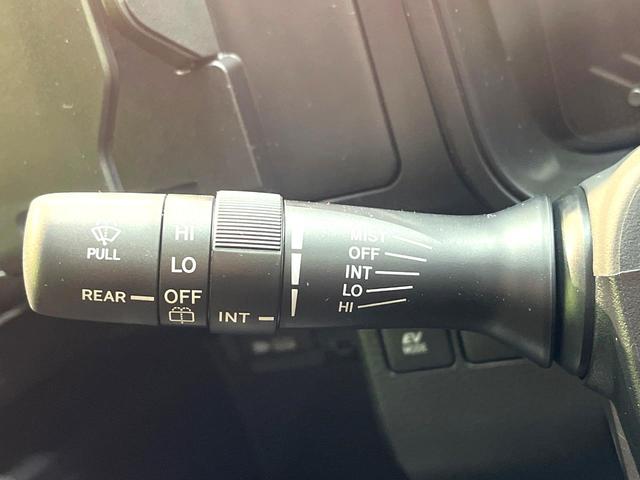 PULL
REAR
HI
LO
OFF
INT
MIST
OFF
INT
LO
HI
EV
MODE